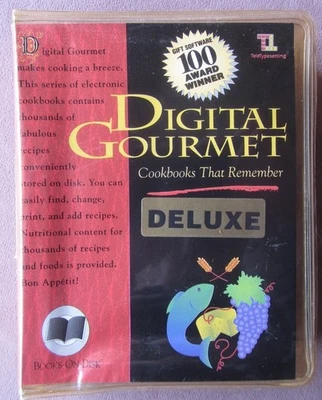 Digital Gourmet
makes cooking a breeze.
This series of electronic
cookbooks contains
thousands of
fabulous
recipes
conveniently
stored on disk. You can
easily find, change,
print, and add recipes.
Nutritional content for
thousands of recipes
and foods is provided.
Bon Appétit!
BOOKS-ON-DISK
GIFT SOFTWARE
100
AWARD
WINNER
TeleTypesetting
DIGITAL
GOURMET
Cookbooks That Remember
DELUXE